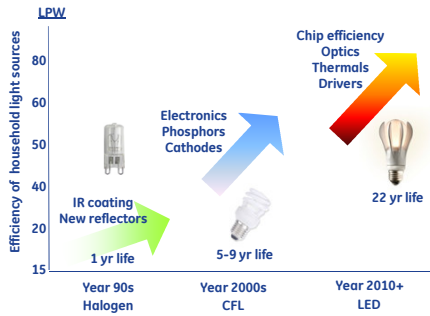 LPW
Efficiency of household light sources
80
60
50
40
20
15
IR coating
New reflectors
1 yr life
Electronics
Phosphors
Cathodes
5-9 yr life
Chip efficiency
Optics
Thermals
Drivers
22 yr life
Year 90s
Halogen
Year 2000s
CFL
Year 2010+
LED